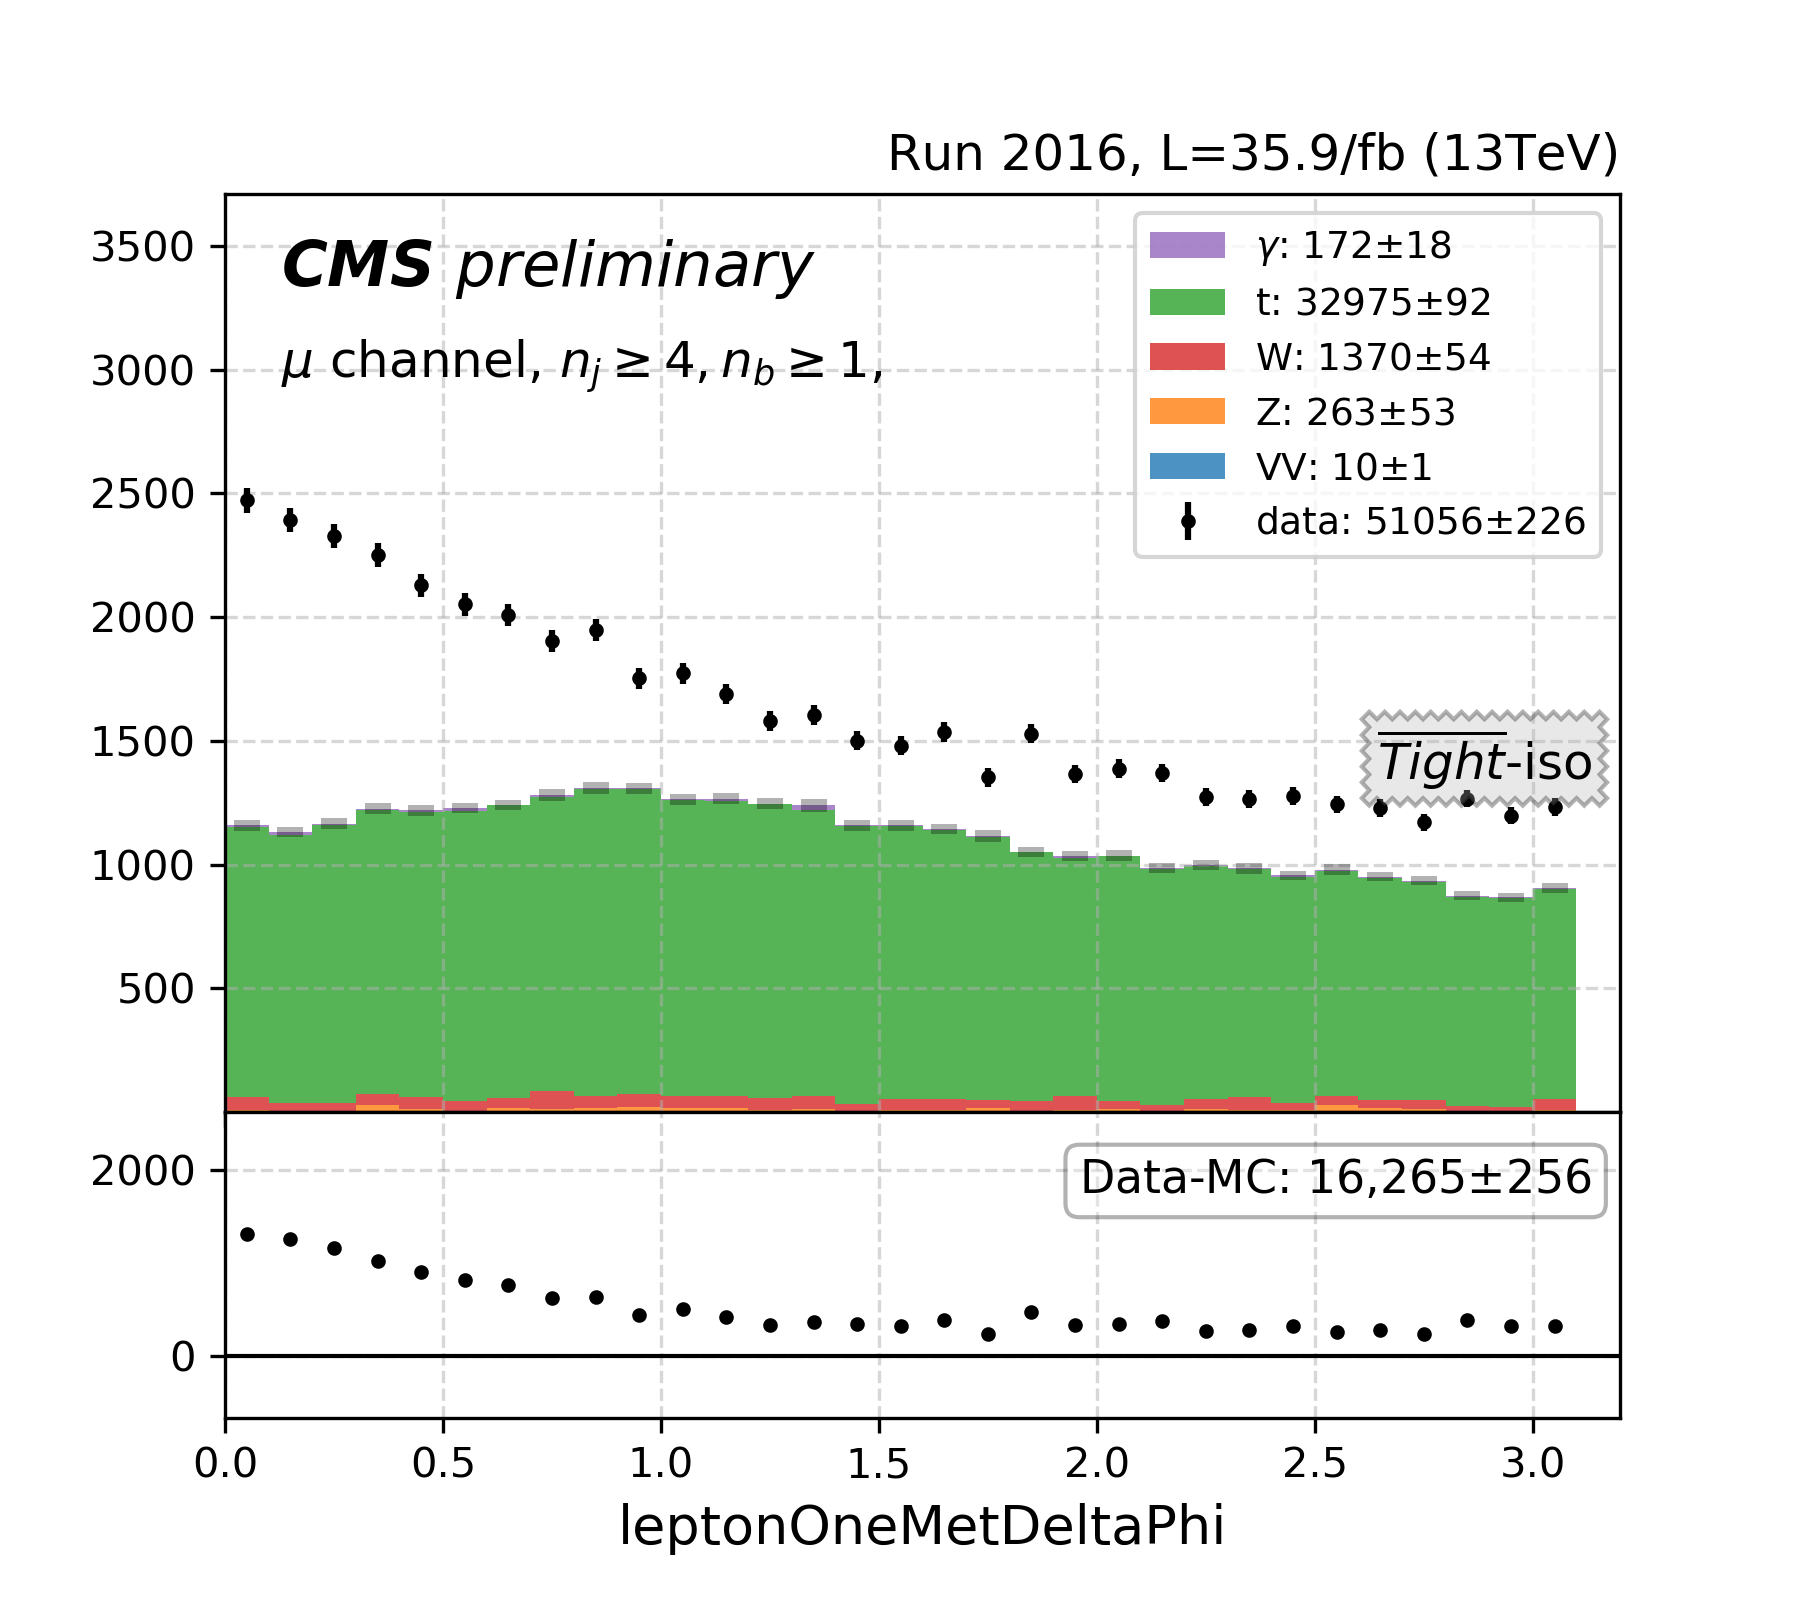 Run 2016, L=35.9/fb (13TeV)
CMS preliminary
μ channel, n_j ≥ 4, n_b ≥ 1,
γ: 172±18
t: 32975±92
W: 1370±54
Z: 263±53
VV: 10±1
data: 51056±226
3500
3000
2500
2000
1500
1000
500
Tight-iso
Data-MC: 16,265±256
2000
0
0.0 0.5 1.0 1.5 2.0 2.5 3.0
leptonOneMetDeltaPhi